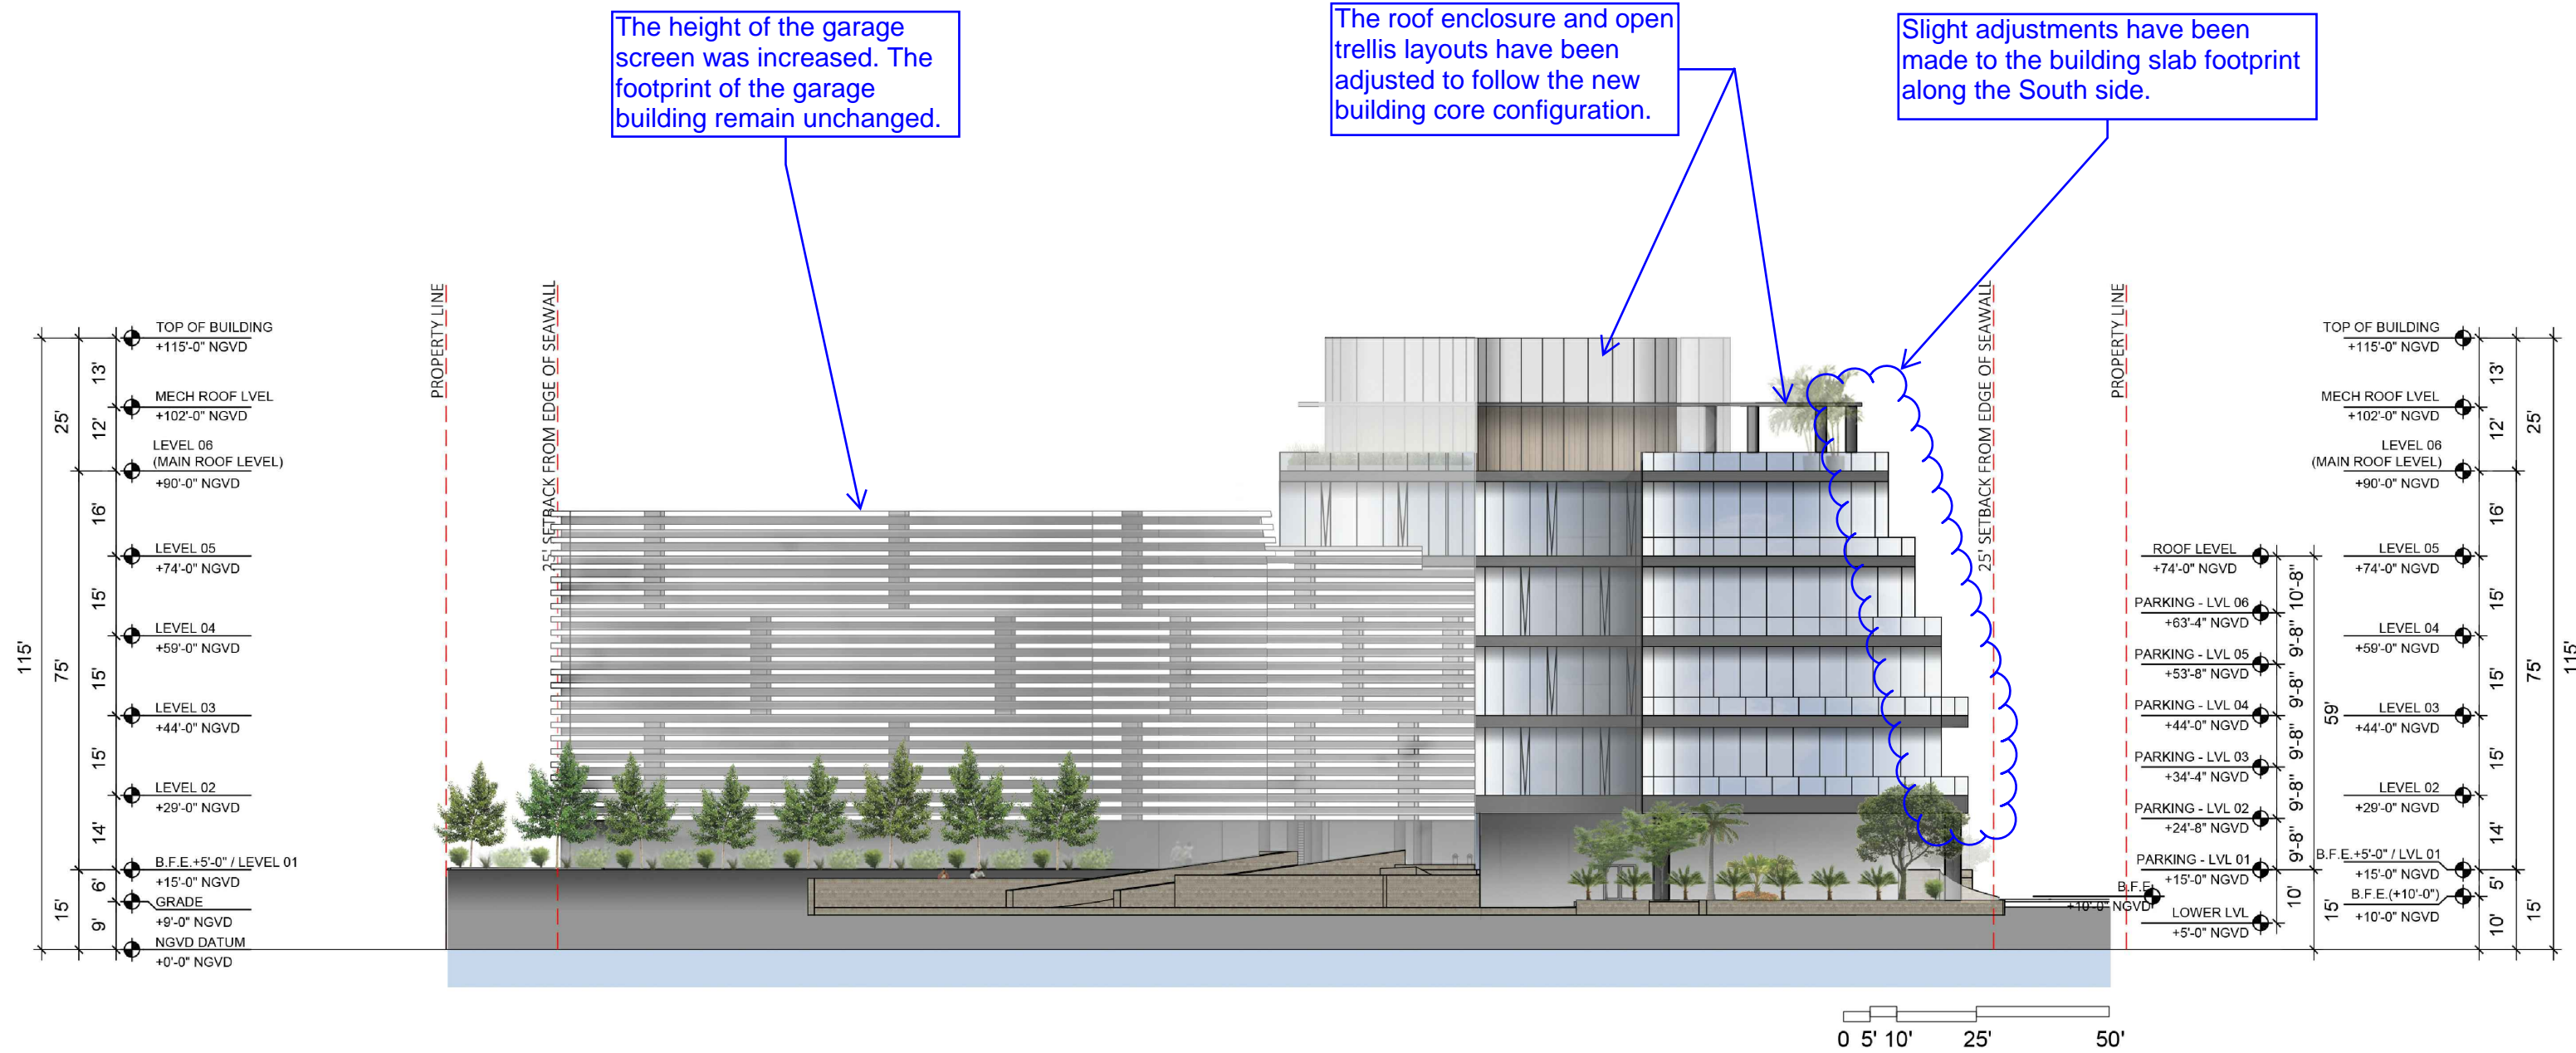 The height of the garage
screen was increased. The
footprint of the garage
building remain unchanged.
The roof enclosure and open
trellis layouts have been
adjusted to follow the new
building core configuration.
Slight adjustments have been
made to the building slab footprint
along the South side.
115'
25'
75'
15'
13'
12'
16'
15'
15'
15'
14'
6'
9'
TOP OF BUILDING
+115'-0" NGVD
MECH ROOF LVEL
+102'-0" NGVD
LEVEL 06
(MAIN ROOF LEVEL)
+90'-0" NGVD
LEVEL 05
+74'-0" NGVD
LEVEL 04
+59'-0" NGVD
LEVEL 03
+44'-0" NGVD
LEVEL 02
+29'-0" NGVD
B.F.E.+5'-0" / LEVEL 01
+15'-0" NGVD
GRADE
+9'-0" NGVD
NGVD DATUM
+0'-0" NGVD
PROPERTY LINE
25' SETBACK FROM EDGE OF SEAWALL
25' SETBACK FROM EDGE OF SEAWALL
PROPERTY LINE
B.F.E
+10'-0" NGVD
ROOF LEVEL
+74'-0" NGVD
PARKING - LVL 06
+63'-4" NGVD
PARKING - LVL 05
+53'-8" NGVD
PARKING - LVL 04
+44'-0" NGVD
PARKING - LVL 03
+34'-4" NGVD
PARKING - LVL 02
+24'-8" NGVD
PARKING - LVL 01
+15'-0" NGVD
LOWER LVL
+5'-0" NGVD
10'-8"
9'-8"
9'-8"
9'-8"
9'-8"
9'-8"
10'
59'
15'
TOP OF BUILDING
+115'-0" NGVD
MECH ROOF LVEL
+102'-0" NGVD
LEVEL 06
(MAIN ROOF LEVEL)
+90'-0" NGVD
LEVEL 05
+74'-0" NGVD
LEVEL 04
+59'-0" NGVD
LEVEL 03
+44'-0" NGVD
LEVEL 02
+29'-0" NGVD
B.F.E.+5'-0" / LVL 01
+15'-0" NGVD
B.F.E.(+10'-0")
+10'-0" NGVD
13'
12'
16'
15'
15'
15'
14'
5'
10'
25'
75'
15'
115'
0 5' 10' 25' 50'